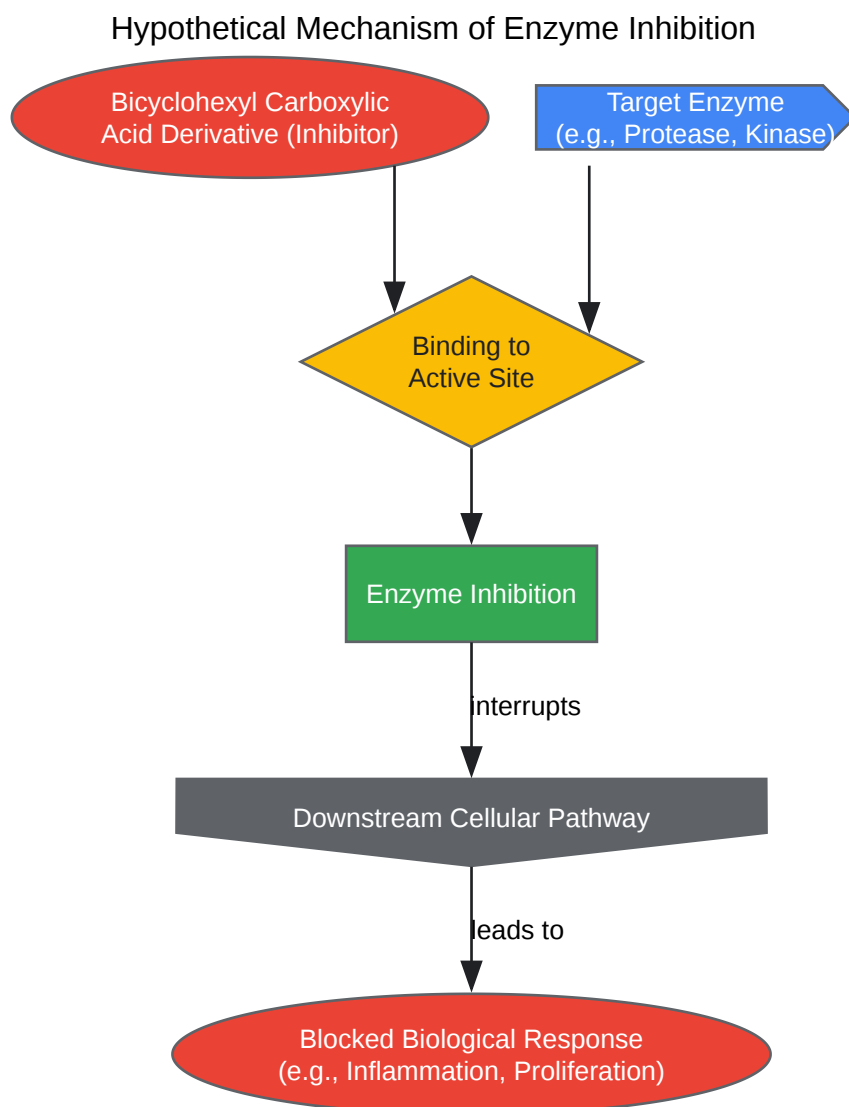 Hypothetical Mechanism of Enzyme Inhibition
Bicyclohexyl Carboxylic
Acid Derivative (Inhibitor)
Target Enzyme
(e.g., Protease, Kinase)
Binding to
Active Site
Enzyme Inhibition
interrupts
Downstream Cellular Pathway
leads to
Blocked Biological Response
(e.g., Inflammation, Proliferation)